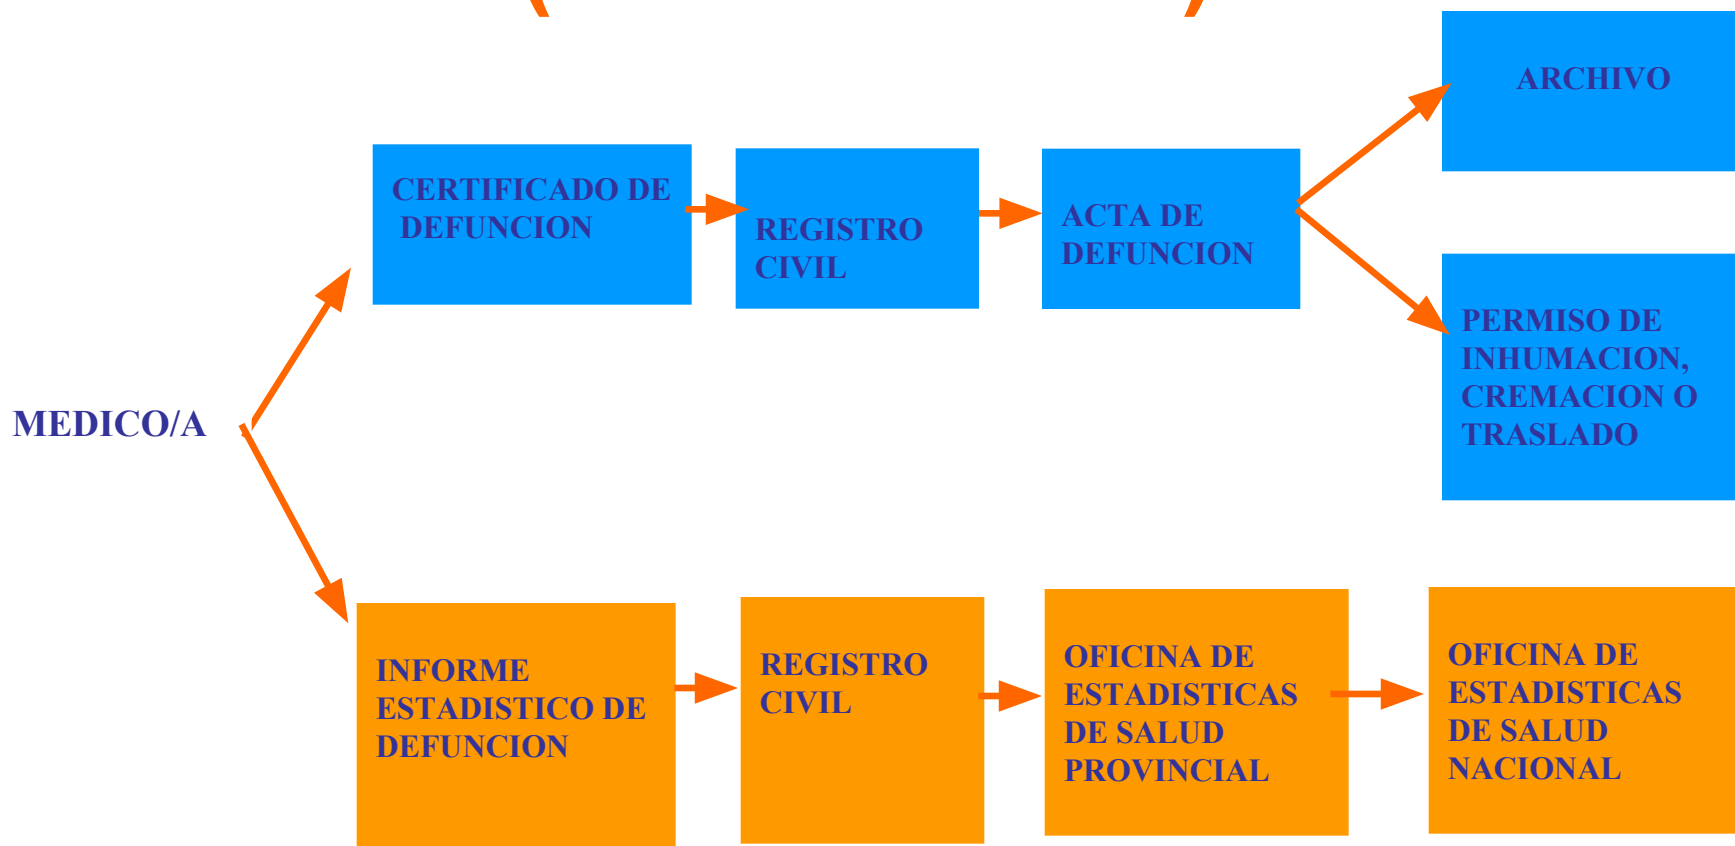 ARCHIVO
CERTIFICADO DE
DEFUNCION
REGISTRO
CIVIL
ACTA DE
DEFUNCION
PERMISO DE
INHUMACION,
CREMACION O
TRASLADO
MEDICO/A
INFORME
ESTADISTICO DE
DEFUNCION
REGISTRO
CIVIL
OFICINA DE
ESTADISTICAS
DE SALUD
PROVINCIAL
OFICINA DE
ESTADISTICAS
DE SALUD
NACIONAL